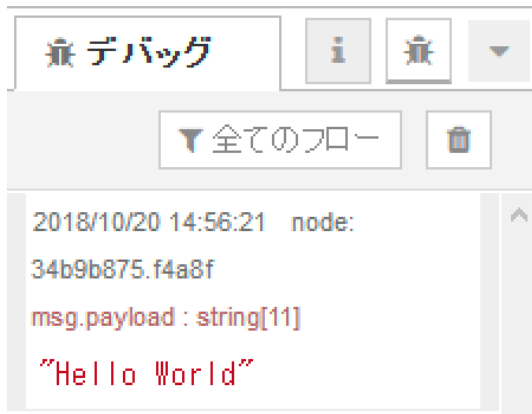 デバッグ
i
全てのフロー
2018/10/20 14:56:21 node:
34b9b875.f4a8f
msg.payload : string[11]
"Hello World"